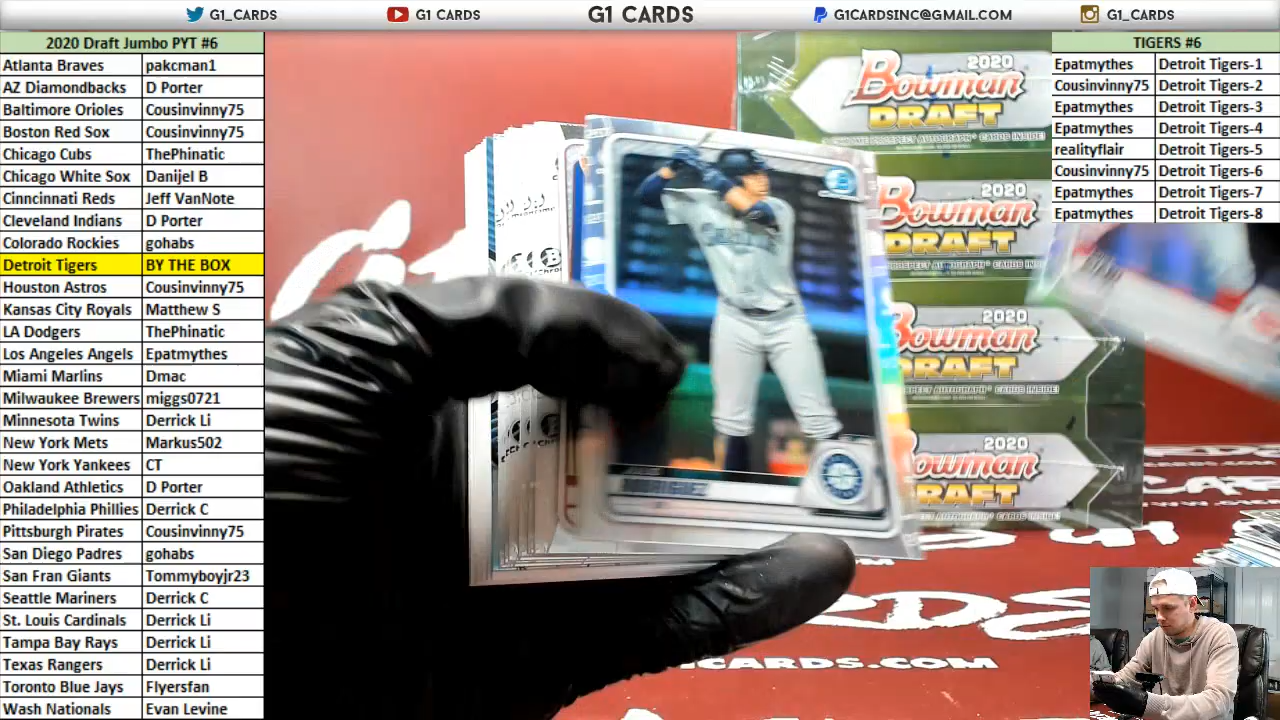 G1_CARDS
G1 CARDS
G1 CARDS
G1CARDSINC@GMAIL.COM
G1_CARDS
2020 Draft Jumbo PYT #6
Atlanta Braves pakcman1
AZ Diamondbacks D Porter
Baltimore Orioles Cousinvinny75
Boston Red Sox Cousinvinny75
Chicago Cubs ThePhinatic
Chicago White Sox Danijel B
Cinncinnati Reds Jeff VanNote
Cleveland Indians D Porter
Colorado Rockies gohabs
Detroit Tigers BY THE BOX
Houston Astros Cousinvinny75
Kansas City Royals Matthew S
LA Dodgers ThePhinatic
Los Angeles Angels Epatmythes
Miami Marlins Dmac
Milwaukee Brewers miggs0721
Minnesota Twins Derrick Li
New York Mets Markus502
New York Yankees CT
Oakland Athletics D Porter
Philadelphia Phillies Derrick C
Pittsburgh Pirates Cousinvinny75
San Diego Padres gohabs
San Fran Giants Tommyboyjr23
Seattle Mariners Derrick C
St. Louis Cardinals Derrick Li
Tampa Bay Rays Derrick Li
Texas Rangers Derrick Li
Toronto Blue Jays Flyersfan
Wash Nationals Evan Levine
TIGERS #6
Epatmythes Detroit Tigers-1
Cousinvinny75 Detroit Tigers-2
Epatmythes Detroit Tigers-3
Epatmythes Detroit Tigers-4
realityflair Detroit Tigers-5
Cousinvinny75 Detroit Tigers-6
Epatmythes Detroit Tigers-7
Epatmythes Detroit Tigers-8
2020
Bowman
DRAFT
2020
Bowman
DRAFT
2020
Bowman
DRAFT
2020
Bowman
DRAFT